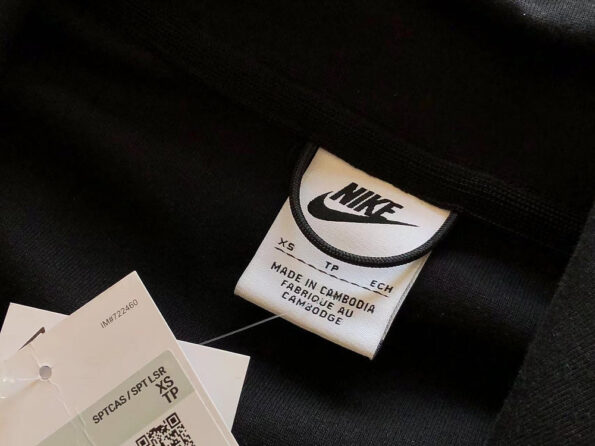 NIKE
XS TP ECH
MADE IN CAMBODIA
FABRIQUE AU
CAMBODGE
IM#722460
SPTCAS / SPT LSR
XS
TP